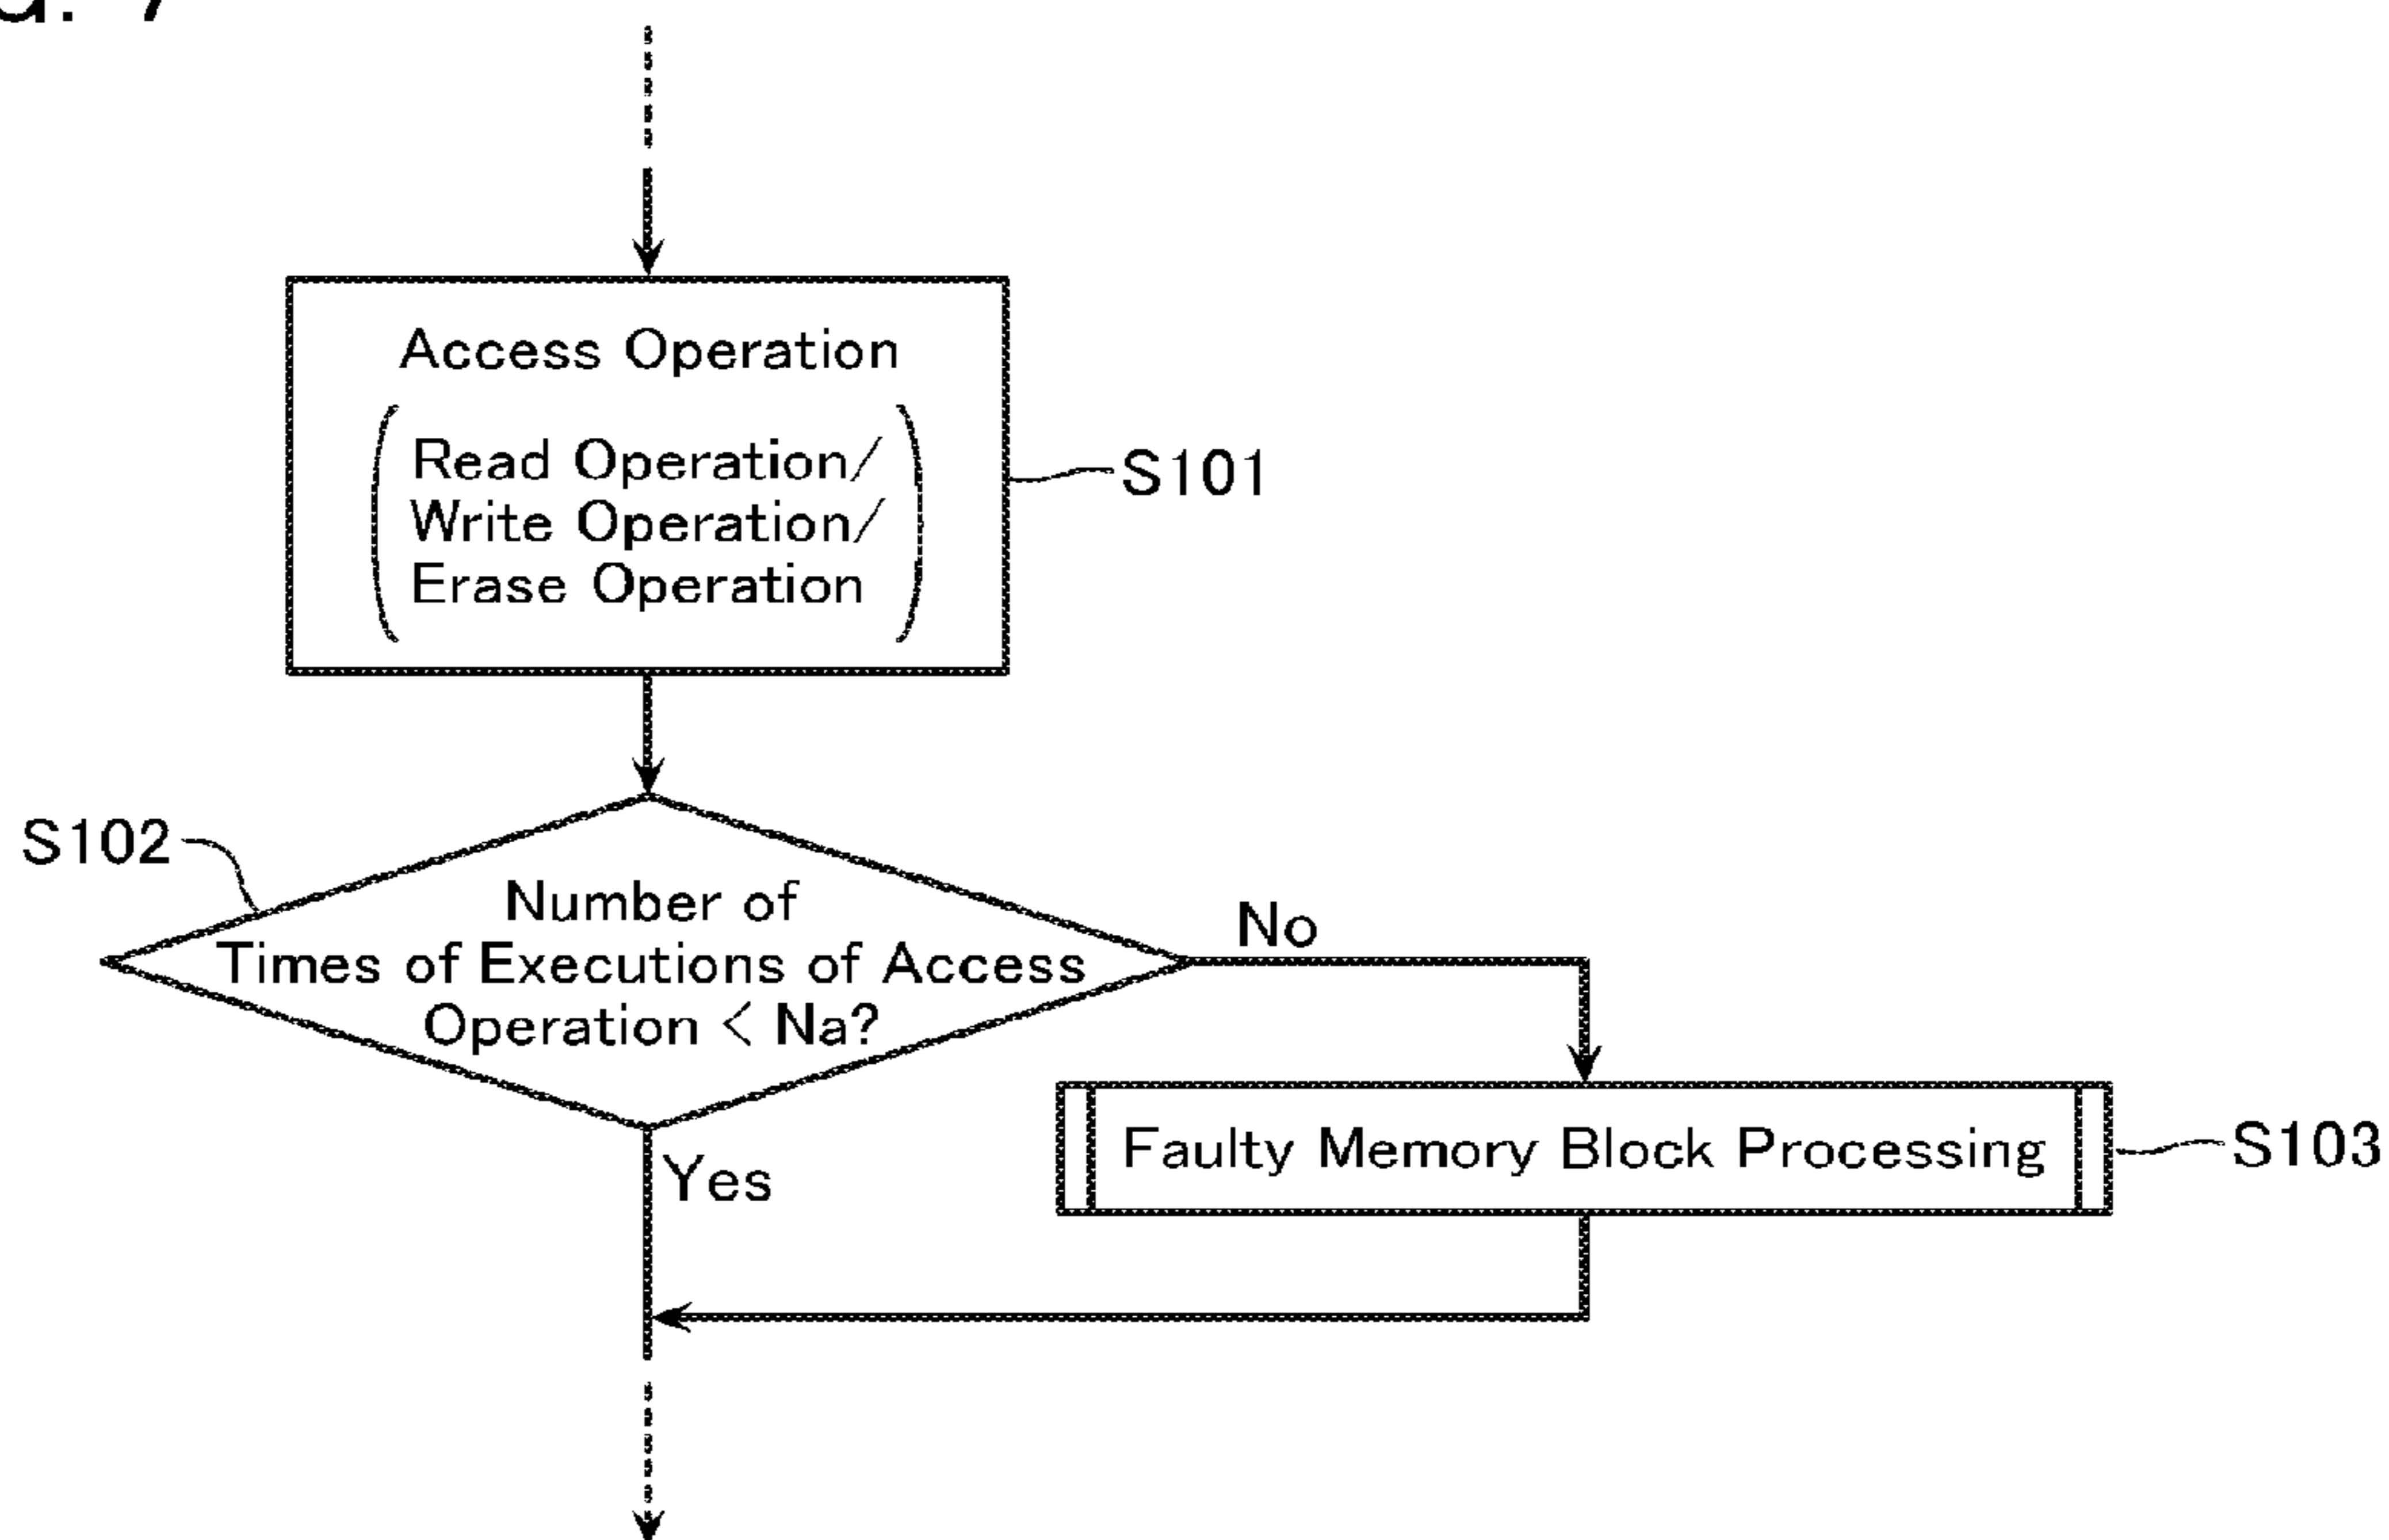 Access Operation
Read Operation/
Write Operation/
Erase Operation
S101
S102
Number of
Times of Executions of Access
Operation < Na?
No
Yes
Faulty Memory Block Processing
S103